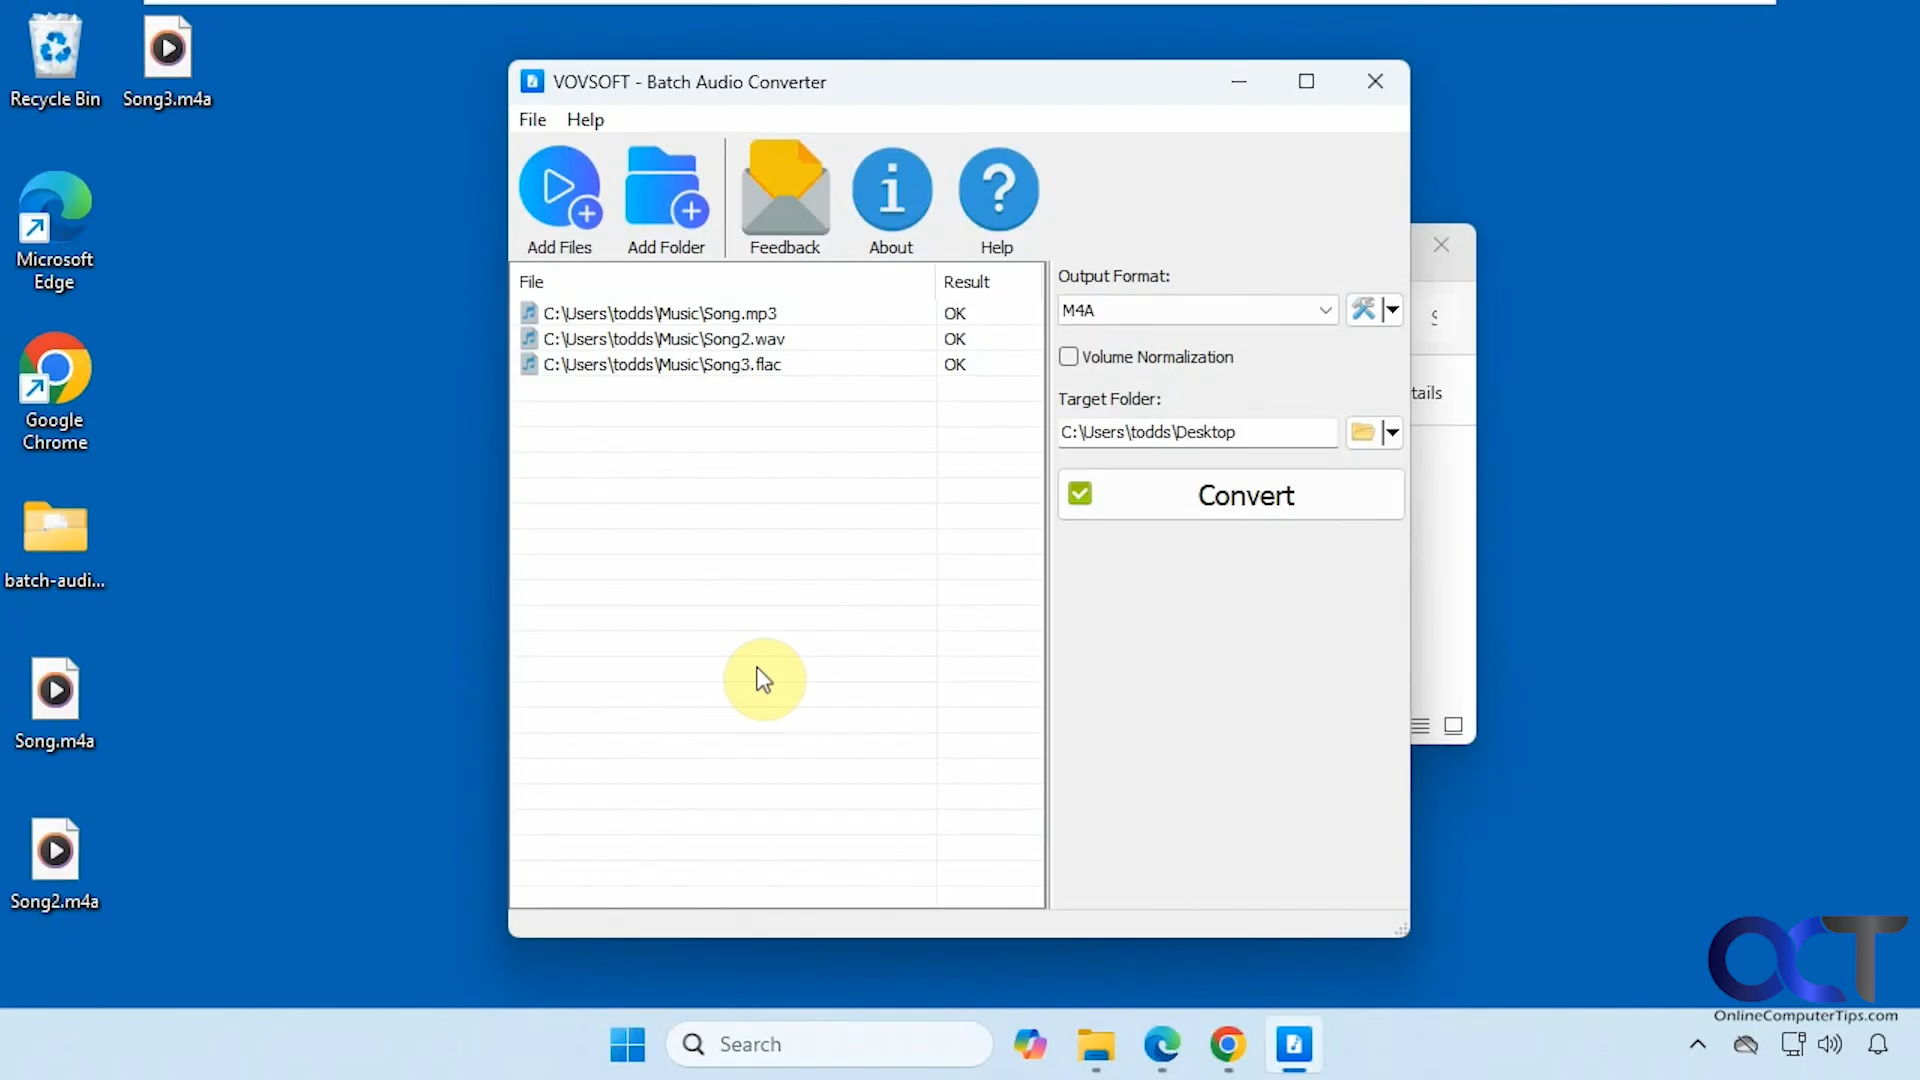 Recycle Bin
Song3.m4a
Microsoft
Edge
Google
Chrome
batch-audi...
Song.m4a
Song2.m4a
VOVSOFT - Batch Audio Converter
File Help
Add Files
Add Folder
Feedback
About
Help
File
Result
C:\Users\todds\Music\Song.mp3
OK
C:\Users\todds\Music\Song2.wav
OK
C:\Users\todds\Music\Song3.flac
OK
Output Format:
M4A
Volume Normalization
Target Folder:
C:\Users\todds\Desktop
Convert
tails
Search
OCT
OnlineComputerTips.com